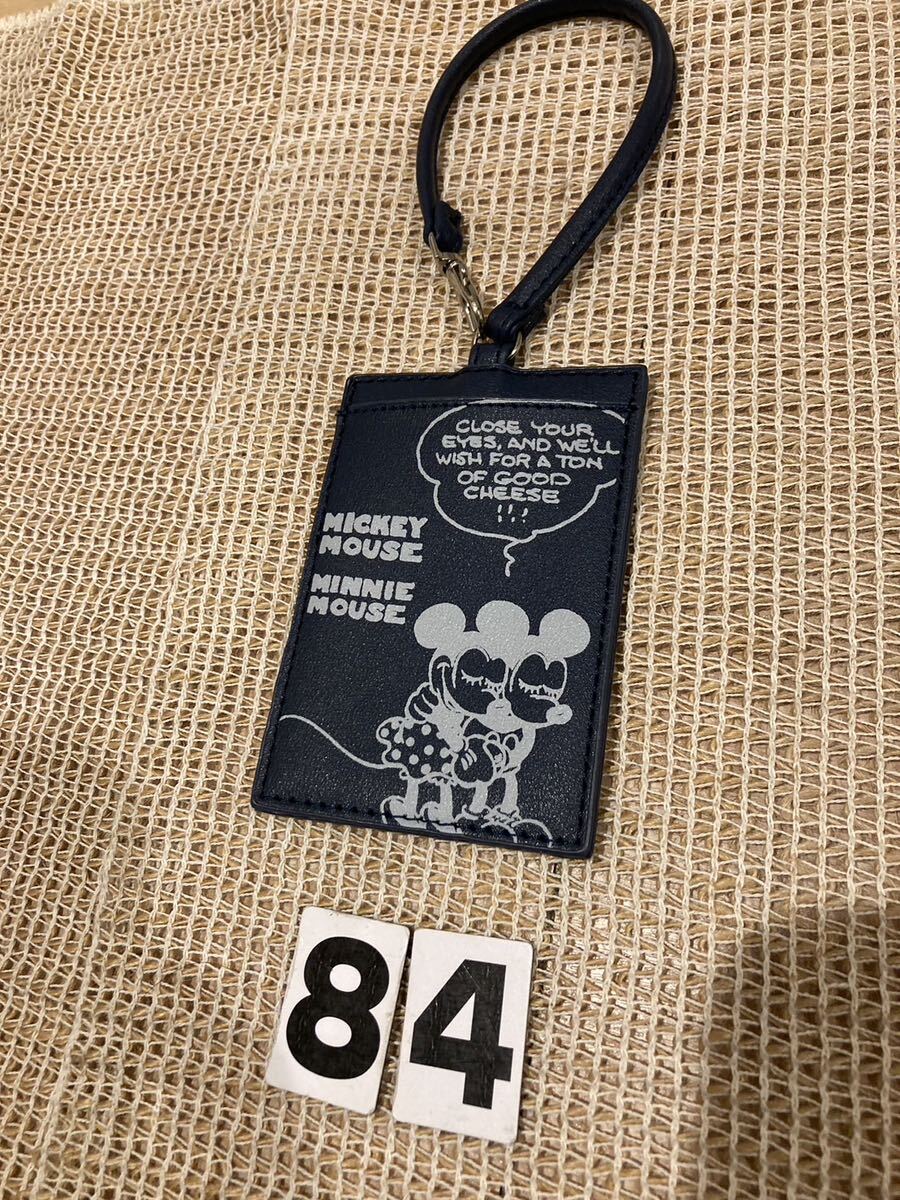 CLOSE YOUR
EYES, AND WE'LL
WISH FOR A TON
OF GOOD
CHEESE
!!!
MICKEY
MOUSE
MINNIE
MOUSE
84